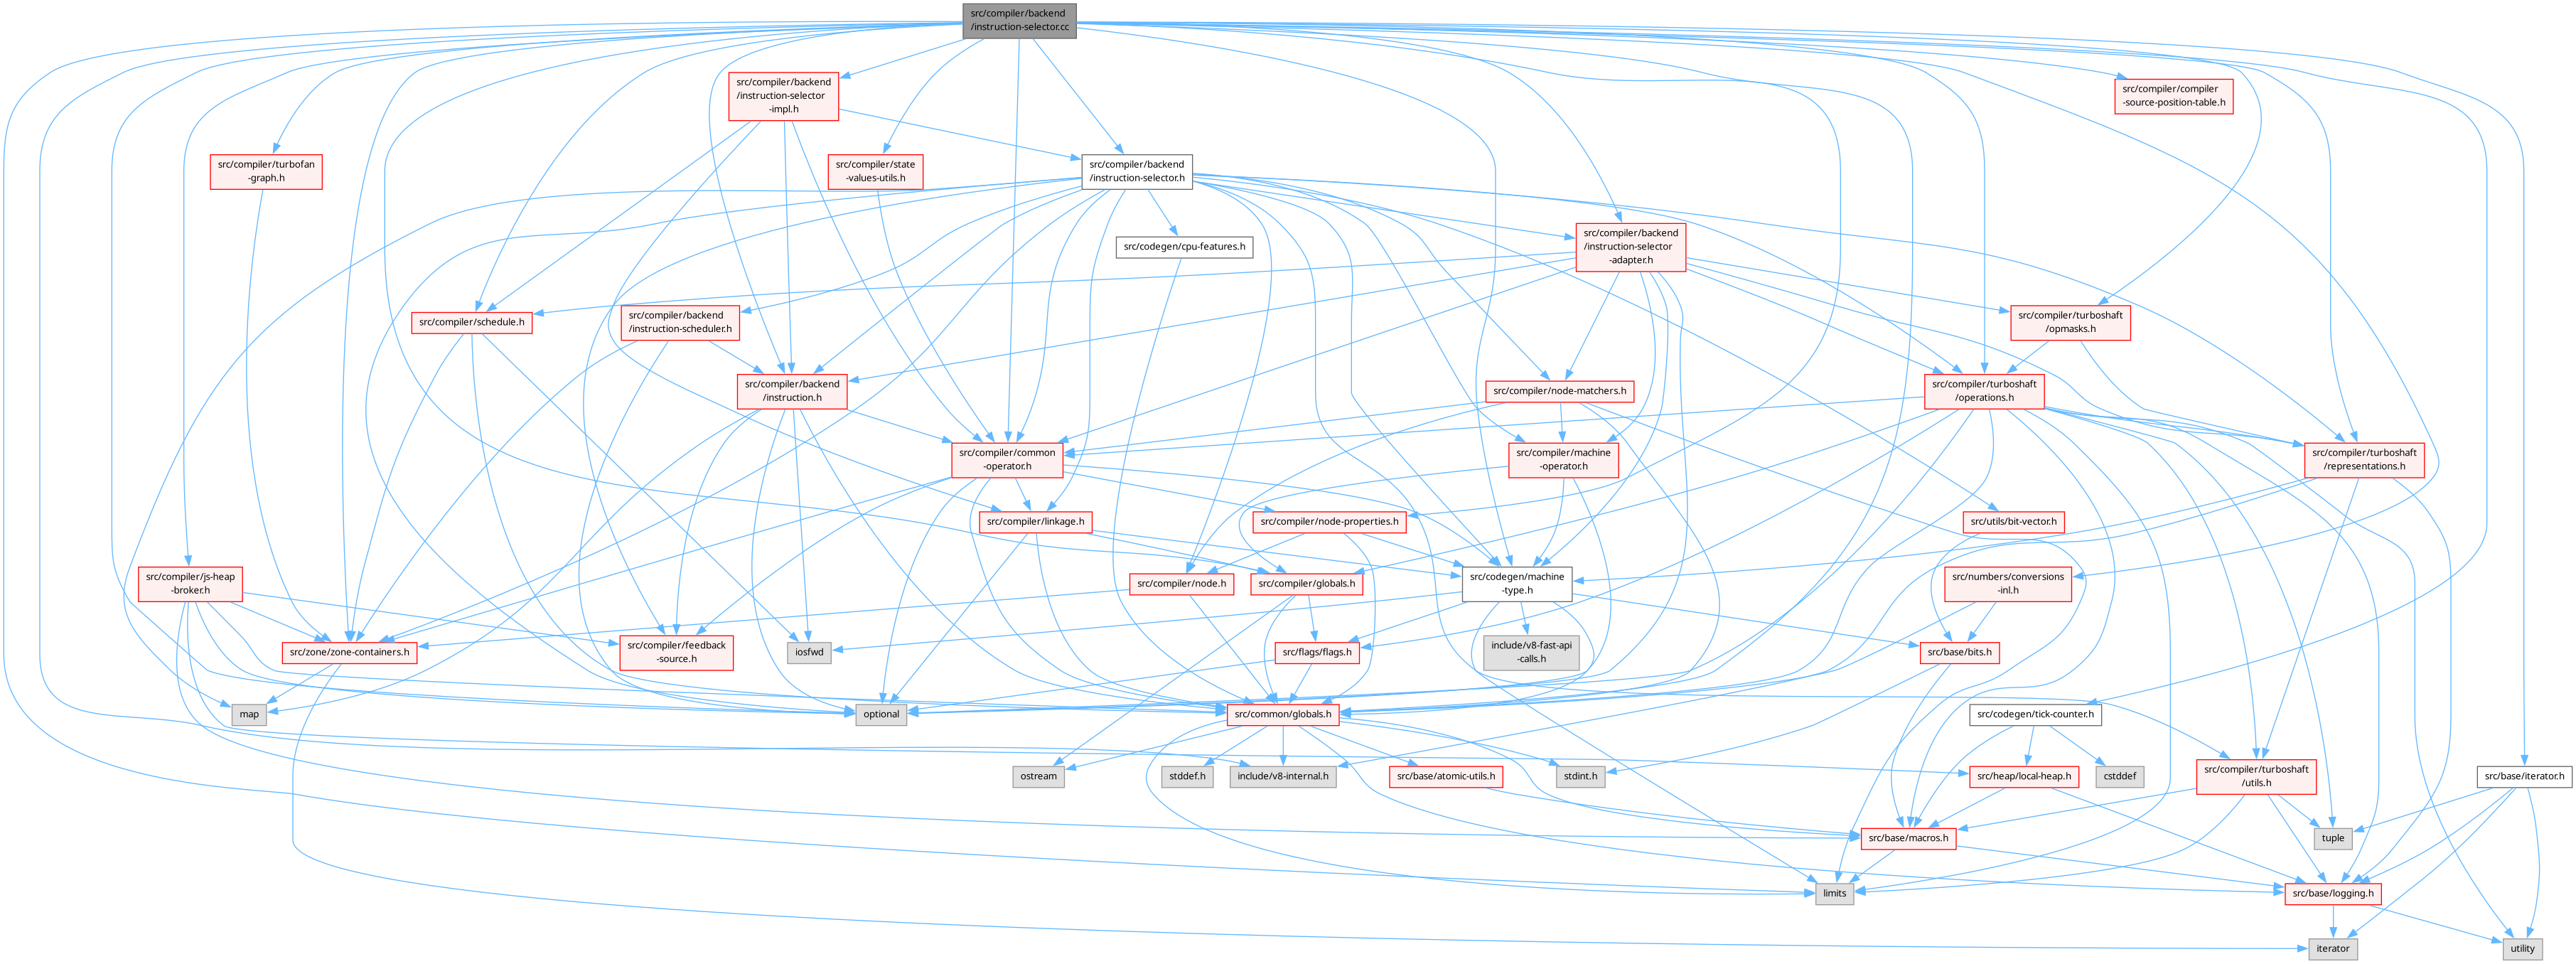 src/compiler/backend
/instruction-selector.cc
src/compiler/backend
/instruction-selector
-impl.h
src/compiler/compiler
-source-position-table.h
src/compiler/turbofan
-graph.h
src/compiler/state
-values-utils.h
src/compiler/backend
/instruction-selector.h
src/codegen/cpu-features.h
src/compiler/backend
/instruction-selector
-adapter.h
src/compiler/schedule.h
src/compiler/backend
/instruction-scheduler.h
src/compiler/turboshaft
/opmasks.h
src/compiler/backend
/instruction.h
src/compiler/node-matchers.h
src/compiler/turboshaft
/operations.h
src/compiler/common
-operator.h
src/compiler/machine
-operator.h
src/compiler/turboshaft
/representations.h
src/compiler/linkage.h
src/compiler/node-properties.h
src/utils/bit-vector.h
src/compiler/js-heap
-broker.h
src/compiler/node.h
src/compiler/globals.h
src/codegen/machine
-type.h
src/numbers/conversions
-inl.h
src/zone/zone-containers.h
src/compiler/feedback
-source.h
iosfwd
src/flags/flags.h
include/v8-fast-api
-calls.h
src/base/bits.h
map
optional
src/common/globals.h
src/codegen/tick-counter.h
ostream
stddef.h
include/v8-internal.h
src/base/atomic-utils.h
stdint.h
src/heap/local-heap.h
cstddef
src/compiler/turboshaft
/utils.h
src/base/iterator.h
src/base/macros.h
tuple
limits
src/base/logging.h
iterator
utility